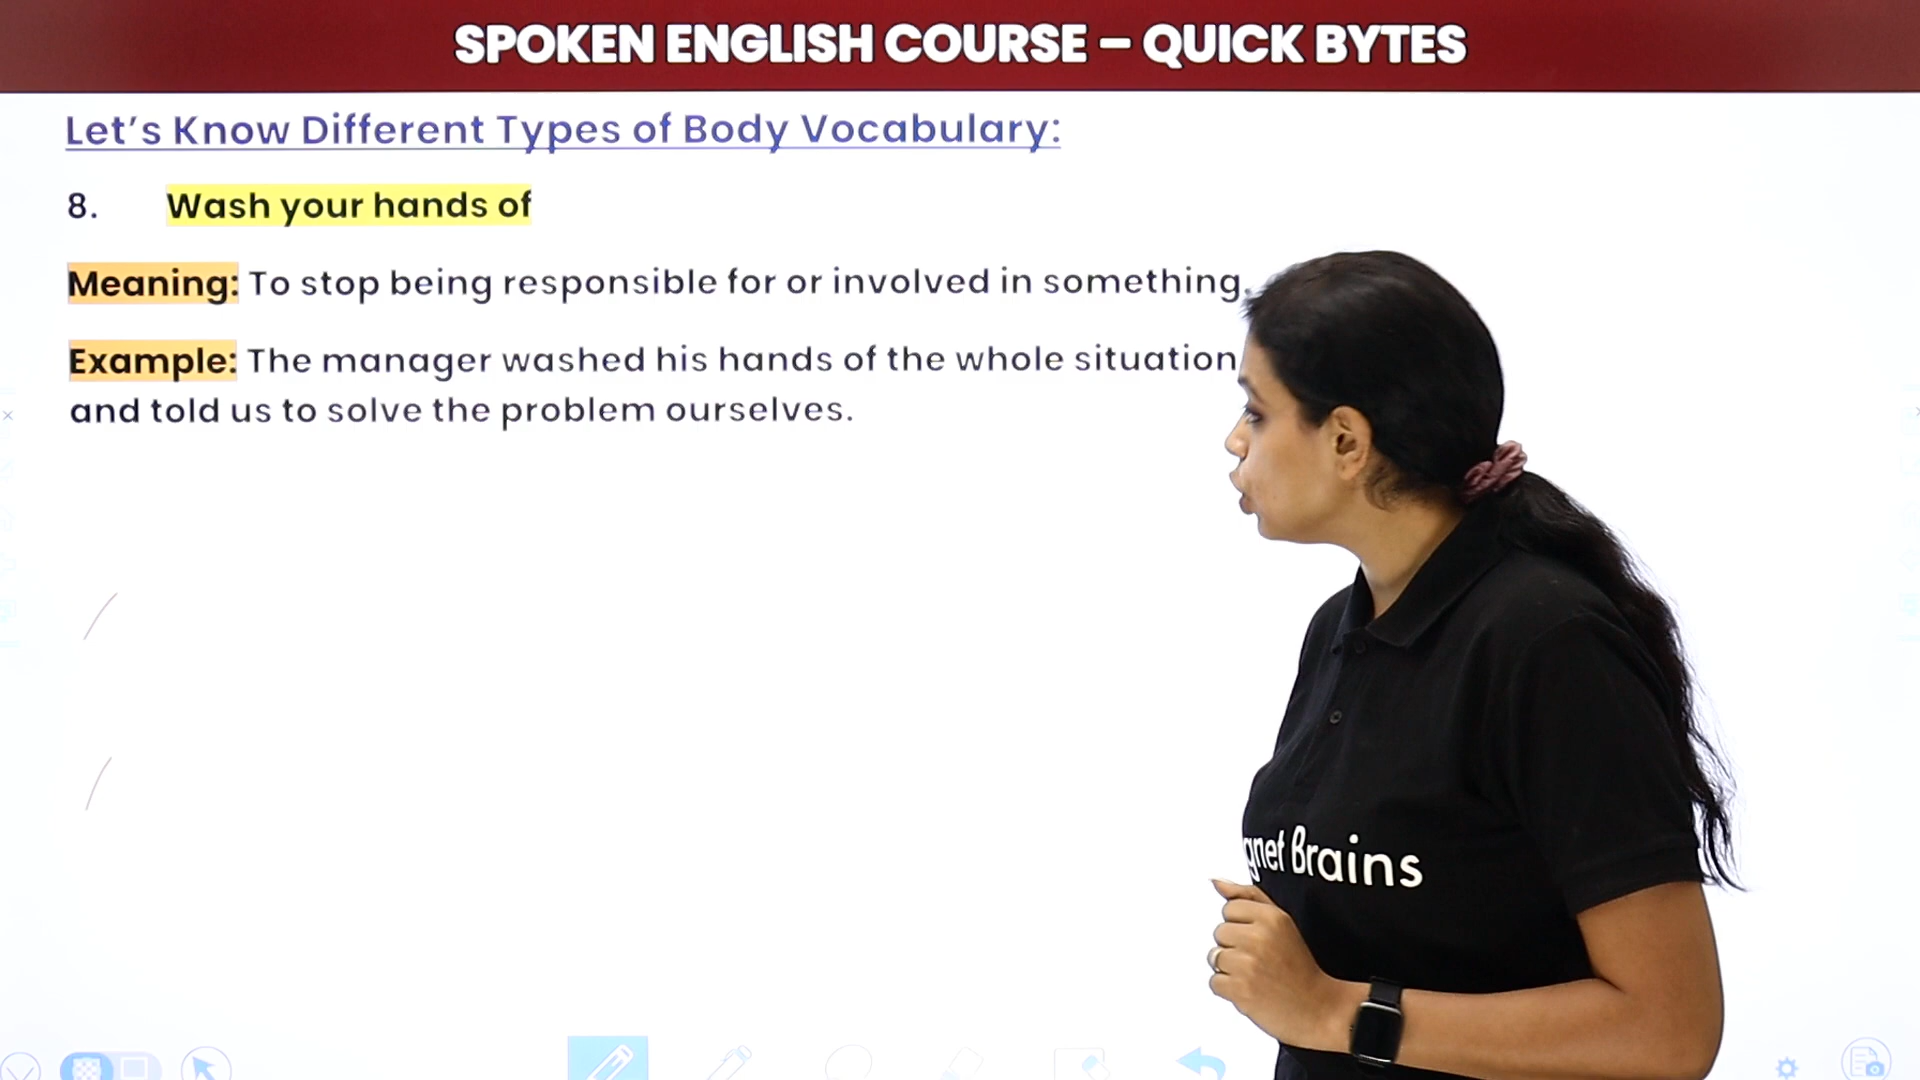 SPOKEN ENGLISH COURSE – QUICK BYTES
Let's Know Different Types of Body Vocabulary:
8. Wash your hands of
Meaning: To stop being responsible for or involved in something.
Example: The manager washed his hands of the whole situation
and told us to solve the problem ourselves.
Brains